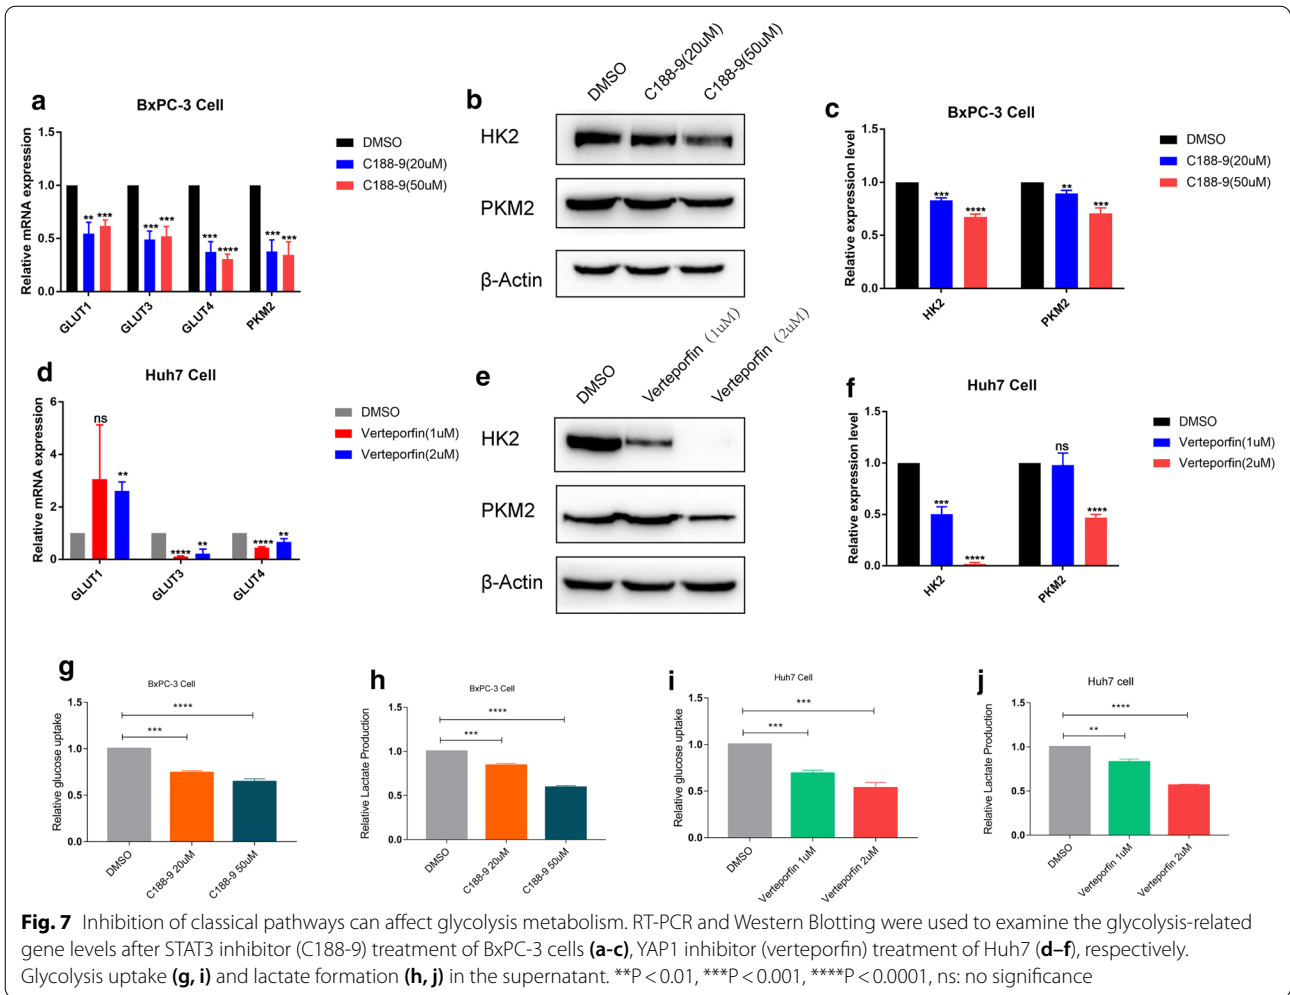 a
BxPC-3 Cell
Relative mRNA expression
1.5
1.0
0.5
0.0
** ***
*** ***
*** ****
*** ***
GLUT1
GLUT3
GLUT4
PKM2
DMSO
C188-9(20uM)
C188-9(50uM)
b
DMSO
C188-9(20uM)
C188-9(50uM)
HK2
PKM2
β-Actin
c
BxPC-3 Cell
Relative expression level
1.5
1.0
0.5
0.0
*** ****
** ***
HK2
PKM2
DMSO
C188-9(20uM)
C188-9(50uM)
d
Huh7 Cell
Relative mRNA expression
6
4
2
0
ns **
**** **
**** **
GLUT1
GLUT3
GLUT4
DMSO
Verteporfin(1uM)
Verteporfin(2uM)
e
DMSO
Verteporfin (1uM)
Verteporfin (2uM)
HK2
PKM2
β-Actin
f
Huh7 Cell
Relative expression level
1.5
1.0
0.5
0.0
*** ****
ns ****
HK2
PKM2
DMSO
Verteporfin(1uM)
Verteporfin(2uM)
g
BxPC-3 Cell
Relative glucose uptake
1.5
1.0
0.5
0.0
****
***
DMSO
C188-9 20uM
C188-9 50uM
h
BxPC-3 Cell
Relative Lactate Production
1.5
1.0
0.5
0.0
****
***
DMSO
C188-9 20uM
C188-9 50uM
i
Huh7 Cell
Relative glucose uptake
1.5
1.0
0.5
0.0
***
***
DMSO
Verteporfin 1uM
Verteporfin 2uM
j
Huh7 cell
Relative Lactate Production
1.5
1.0
0.5
0.0
****
**
DMSO
Verteporfin 1uM
Verteporfin 2uM
Fig. 7 Inhibition of classical pathways can affect glycolysis metabolism. RT-PCR and Western Blotting were used to examine the glycolysis-related
gene levels after STAT3 inhibitor (C188-9) treatment of BxPC-3 cells (a-c), YAP1 inhibitor (verteporfin) treatment of Huh7 (d–f), respectively.
Glycolysis uptake (g, i) and lactate formation (h, j) in the supernatant. **P < 0.01, ***P < 0.001, ****P < 0.0001, ns: no significance